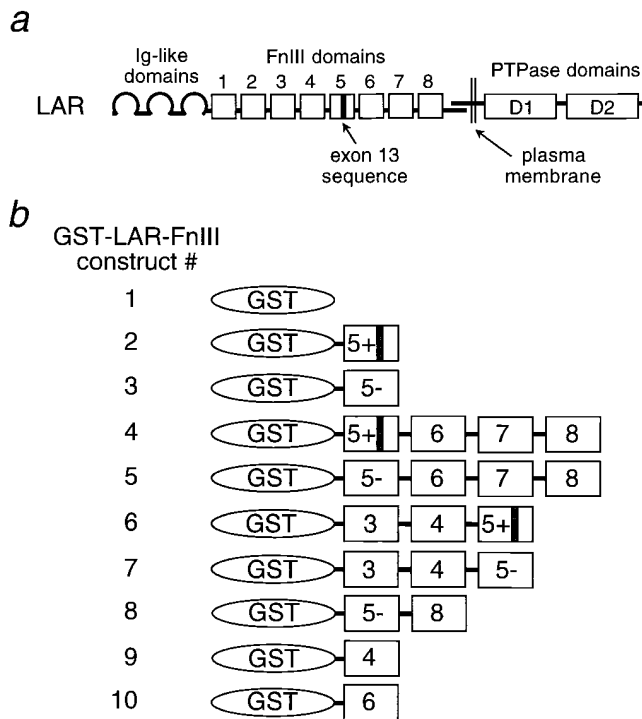 a
Ig-like domains
FnIII domains
PTPase domains
1 2 3 4 5 6 7 8
LAR
D1 D2
exon 13 sequence
plasma membrane
b
GST-LAR-FnIII construct #
1 GST
2 GST 5+
3 GST 5-
4 GST 5+ 6 7 8
5 GST 5- 6 7 8
6 GST 3 4 5+
7 GST 3 4 5-
8 GST 5- 8
9 GST 4
10 GST 6